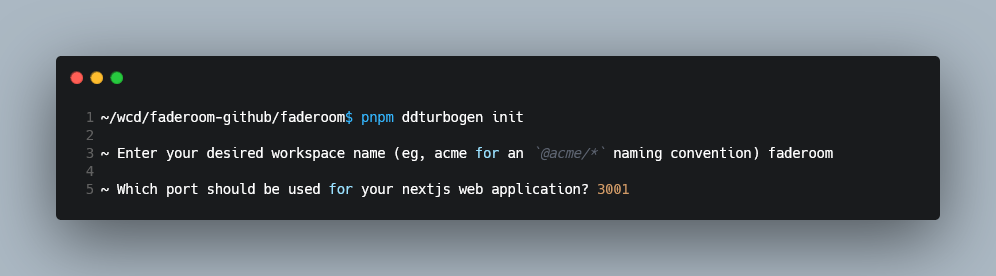 1 ~/wcd/faderoom-github/faderoom$ pnpm ddturbogen init
2
3 ~ Enter your desired workspace name (eg, acme for an `@acme/*` naming convention) faderoom
4
5 ~ Which port should be used for your nextjs web application? 3001